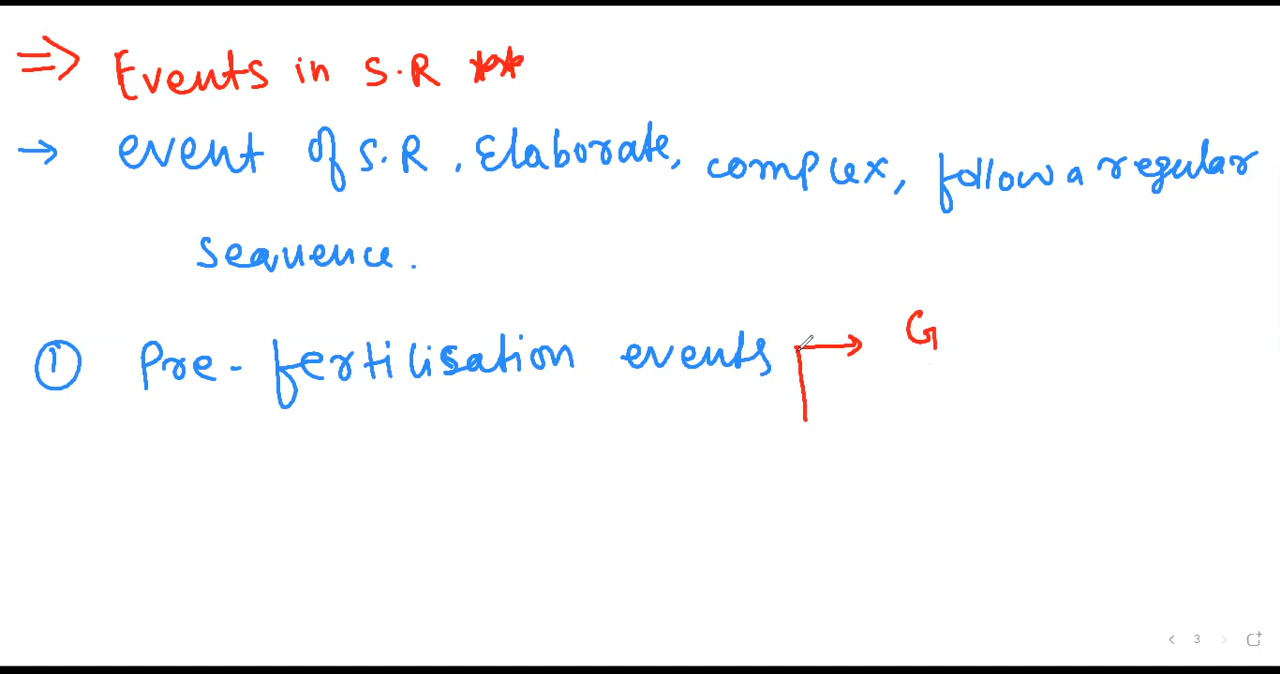 ⇒ Events in S.R **
→ event of S.R, Elaborate, complex, follow a regular
sequence.
① Pre-fertilisation events → G
< 3 >